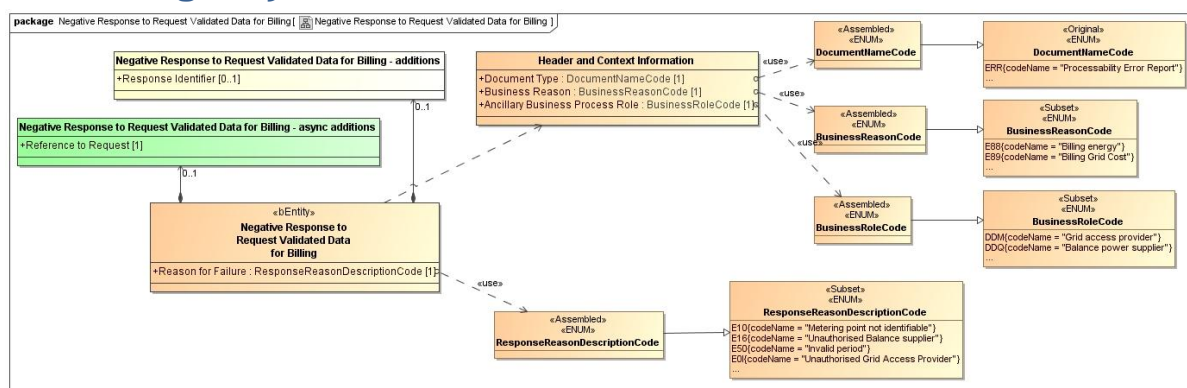 package Negative Response to Request Validated Data for Billing [ Negative Response to Request Validated Data for Billing ]
Negative Response to Request Validated Data for Billing - additions
+Response Identifier [0..1]
0..1
Negative Response to Request Validated Data for Billing - async additions
+Reference to Request [1]
0..1
«bEntity»
Negative Response to
Request Validated Data
for Billing
+Reason for Failure : ResponseReasonDescriptionCode [1]
Header and Context Information
+Document Type : DocumentNameCode [1]
+Business Reason : BusinessReasonCode [1]
+Ancillary Business Process Role : BusinessRoleCode [1]
«use»
«use»
«use»
«use»
«Assembled»
«ENUM»
DocumentNameCode
«Original»
«ENUM»
DocumentNameCode
ERR{codeName = "Processability Error Report"}
...
«Assembled»
«ENUM»
BusinessReasonCode
«Subset»
«ENUM»
BusinessReasonCode
E88{codeName = "Billing energy"}
E89{codeName = "Billing Grid Cost"}
...
«Assembled»
«ENUM»
BusinessRoleCode
«Subset»
«ENUM»
BusinessRoleCode
DDM{codeName = "Grid access provider"}
DDQ{codeName = "Balance power supplier"}
...
«Assembled»
«ENUM»
ResponseReasonDescriptionCode
«Subset»
«ENUM»
ResponseReasonDescriptionCode
E10{codeName = "Metering point not identifiable"}
E16{codeName = "Unauthorised Balance supplier"}
E50{codeName = "Invalid period"}
E0I{codeName = "Unauthorised Grid Access Provider"}
...